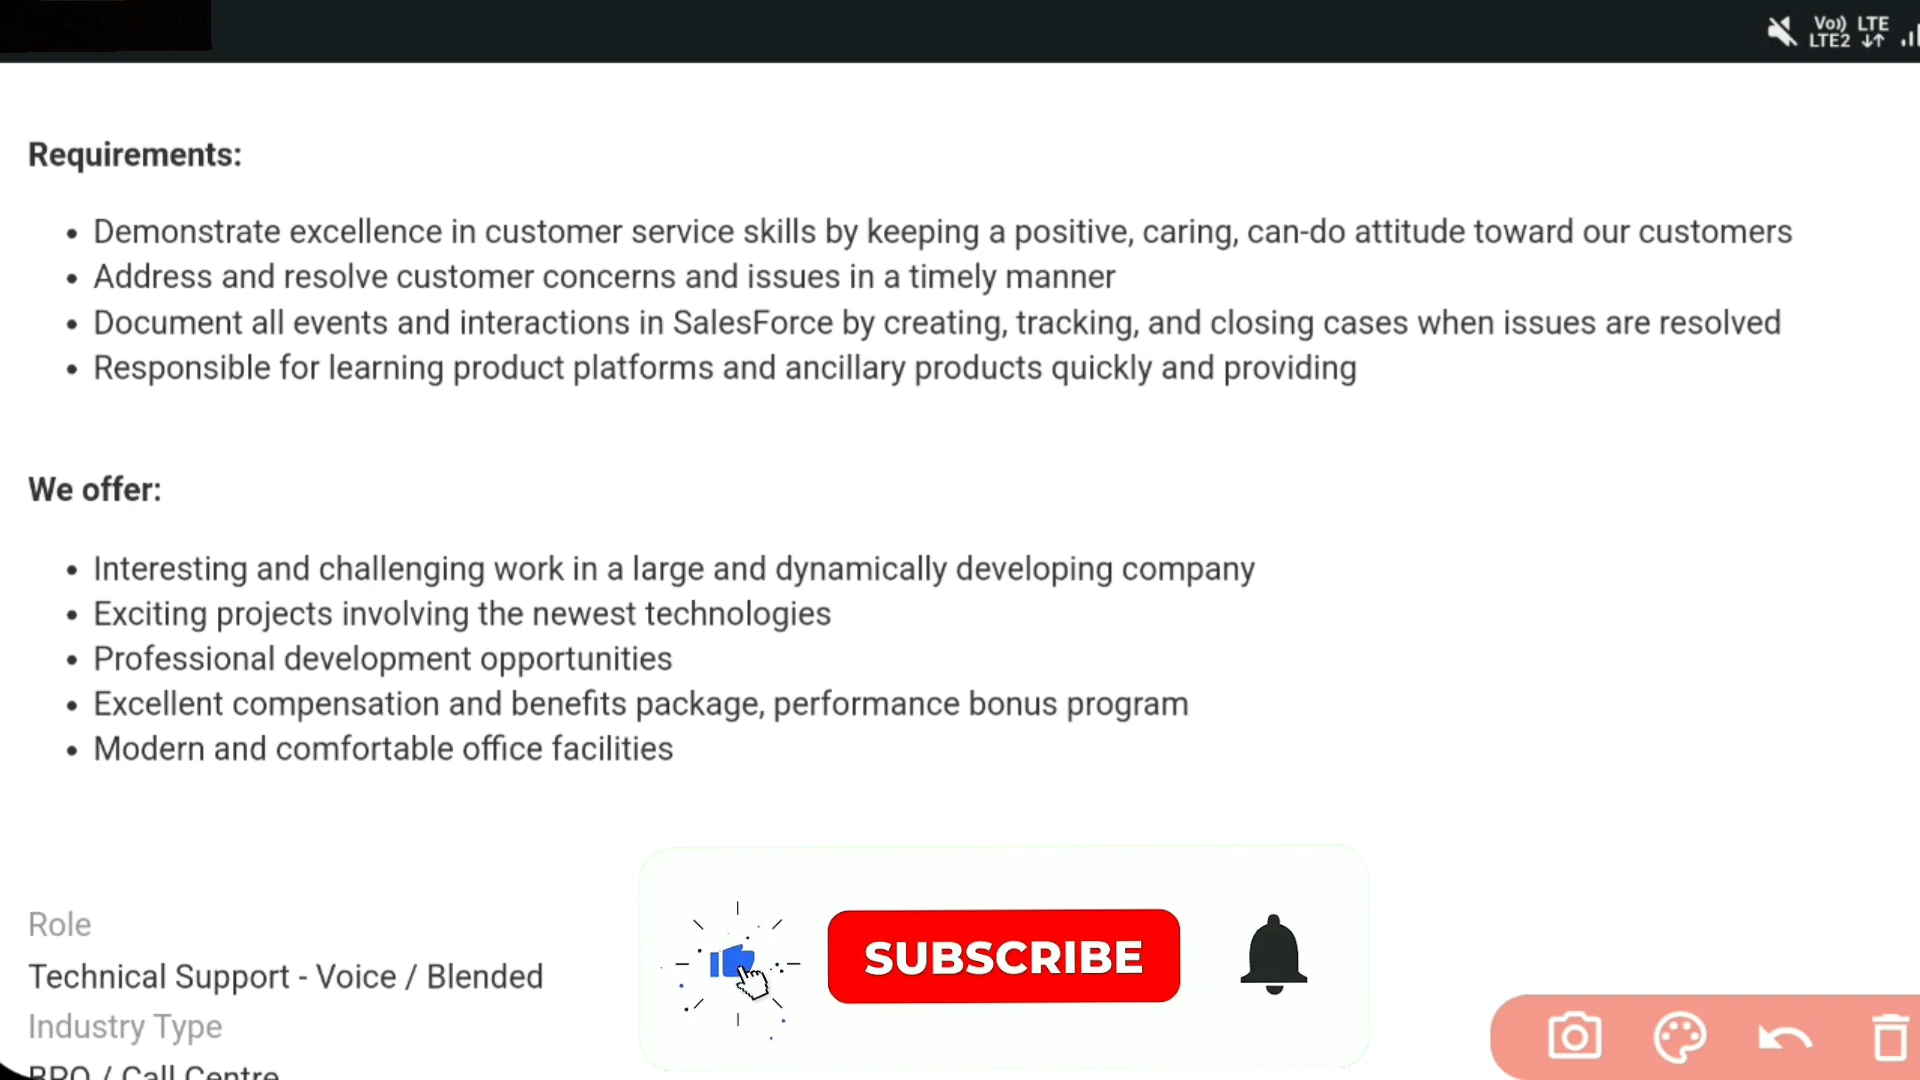 Vo)) LTE
LTE2
Requirements:
• Demonstrate excellence in customer service skills by keeping a positive, caring, can-do attitude toward our customers
• Address and resolve customer concerns and issues in a timely manner
• Document all events and interactions in SalesForce by creating, tracking, and closing cases when issues are resolved
• Responsible for learning product platforms and ancillary products quickly and providing
We offer:
• Interesting and challenging work in a large and dynamically developing company
• Exciting projects involving the newest technologies
• Professional development opportunities
• Excellent compensation and benefits package, performance bonus program
• Modern and comfortable office facilities
Role
Technical Support - Voice / Blended
SUBSCRIBE
Industry Type
BPO / Call Centre